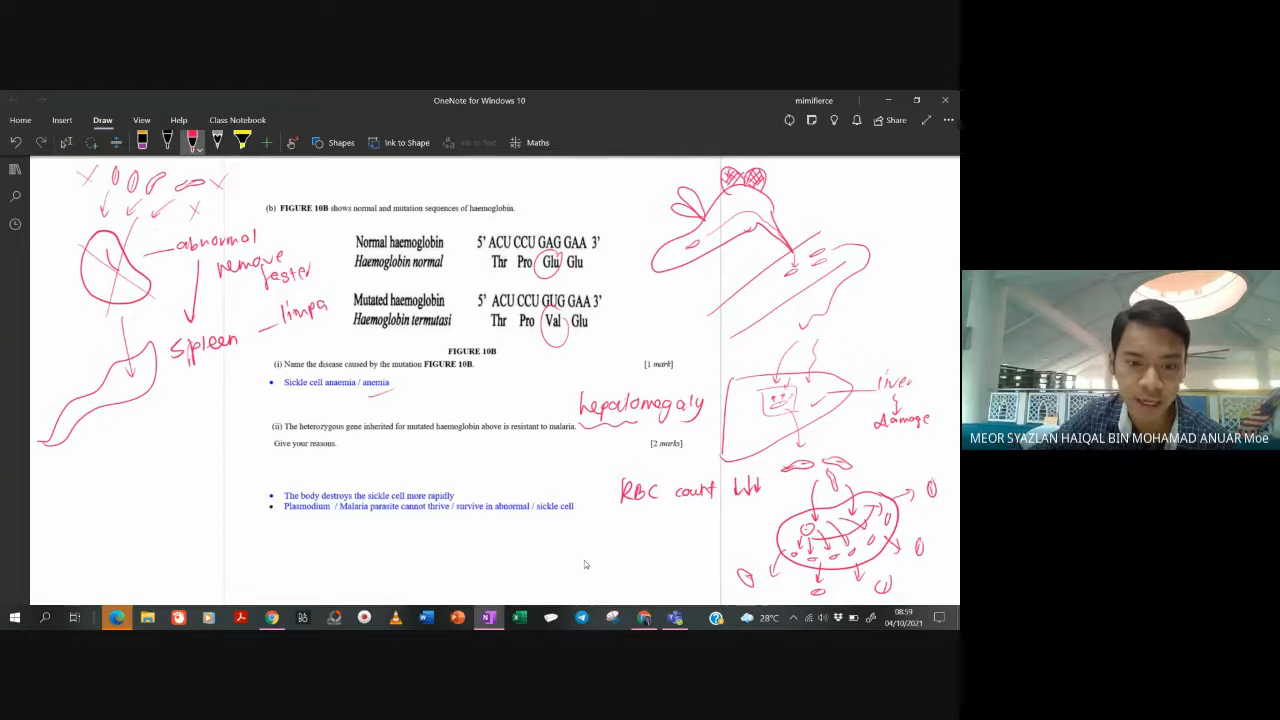 OneNote for Windows 10
mimifierce
Home
Insert
Draw
View
Help
Class Notebook
Share
Shapes
Ink to Shape
Ink to Text
Maths
(b) FIGURE 10B shows normal and mutation sequences of haemoglobin.
Normal haemoglobin 5’ ACU CCU GAG GAA 3’
Haemoglobin normal Thr Pro Glu Glu
Mutated haemoglobin 5’ ACU CCU GUG GAA 3’
Haemoglobin termutasi Thr Pro Val Glu
FIGURE 10B
(i) Name the disease caused by the mutation FIGURE 10B. [1 mark]
• Sickle cell anaemia / anemia
(ii) The heterozygous gene inherited for mutated haemoglobin above is resistant to malaria.
Give your reasons. [2 marks]
• The body destroys the sickle cell more rapidly
• Plasmodium / Malaria parasite cannot thrive / survive in abnormal / sickle cell
abnormal
remove
faster
spleen
limpa
hepatomegaly
RBC count ↓↓↓
liver
damage
MEOR SYAZLAN HAIQAL BIN MOHAMAD ANUAR Moe
28°C
08:59
04/10/2021